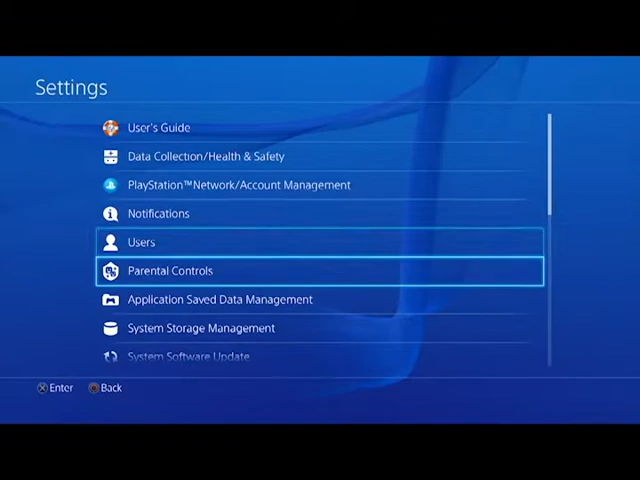 Settings
User's Guide
Data Collection/Health & Safety
PlayStation™Network/Account Management
Notifications
Users
Parental Controls
Application Saved Data Management
System Storage Management
System Software Update
Enter Back